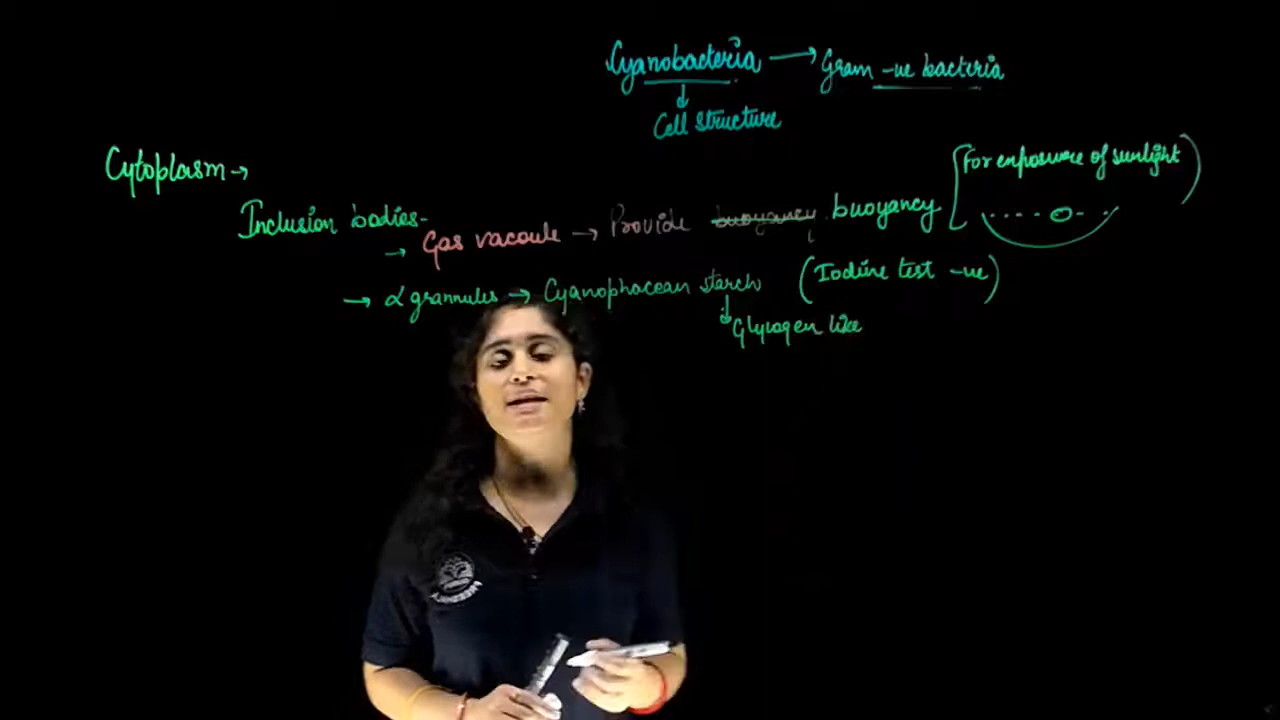 Cyanobacteria → Gram -ve bacteria
↓
Cell structure
Cytoplasm →
(For exposure of sunlight)
Inclusion bodies-
→ Gas vacoule → Provide buoyancy buoyancy
→ α grannules → Cyanophacean starch (Iodine test -ve)
↓
Glycogen like